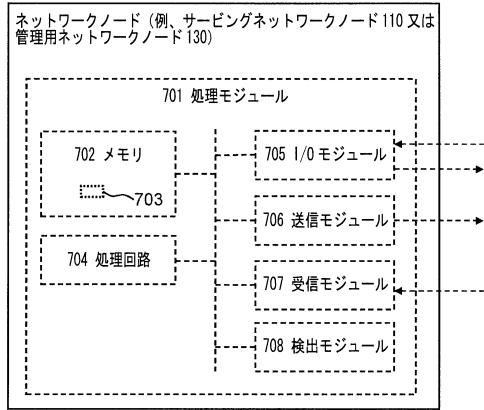 ネットワークノード（例、サービングネットワークノード110又は
管理用ネットワークノード130）
701 処理モジュール
702 メモリ
703
704 処理回路
705 I/Oモジュール
706 送信モジュール
707 受信モジュール
708 検出モジュール